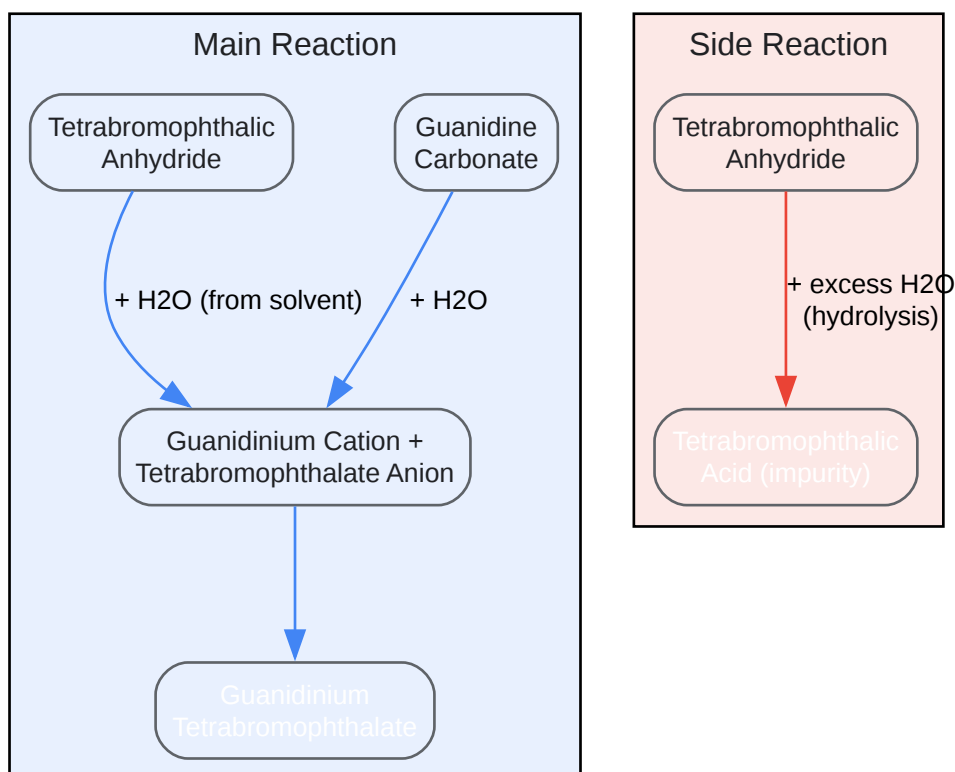 Main Reaction
Tetrabromophthalic
Anhydride
Guanidine
Carbonate
+ H2O (from solvent)
+ H2O
Guanidinium Cation +
Tetrabromophthalate Anion
Guanidinium
Tetrabromophthalate
Side Reaction
Tetrabromophthalic
Anhydride
+ excess H2O
(hydrolysis)
Tetrabromophthalic
Acid (impurity)